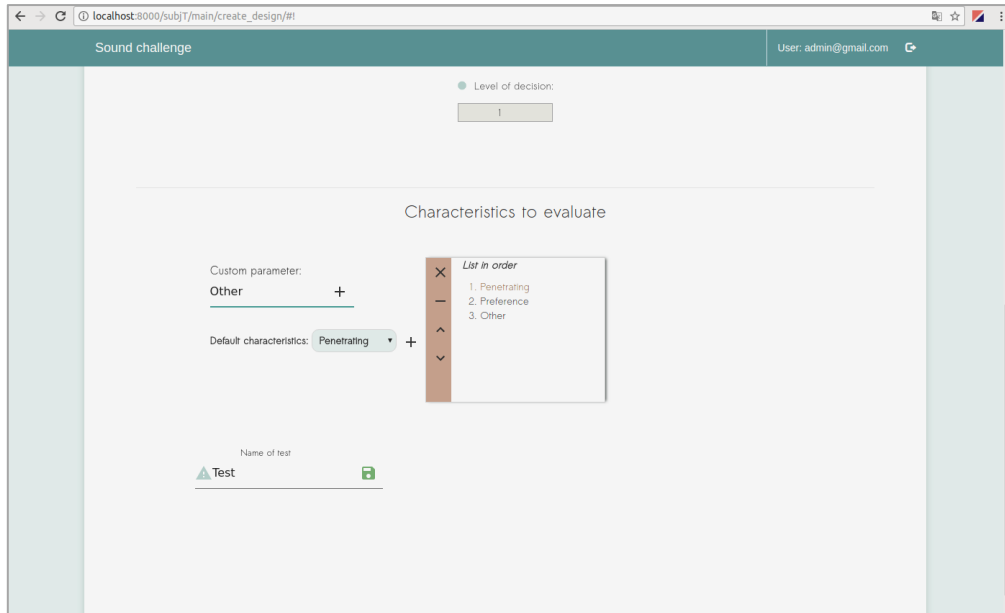 localhost:8000/subjT/main/create_design/#!
Sound challenge
User: admin@gmail.com
Level of decision:
1
Characteristics to evaluate
Custom parameter:
Other
Default characteristics: Penetrating
List in order
1. Penetrating
2. Preference
3. Other
Name of test
Test